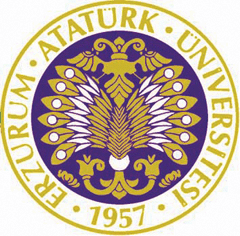 ERZURUM · ATATÜRK · ÜNİVERSİTESİ
· 1957 ·